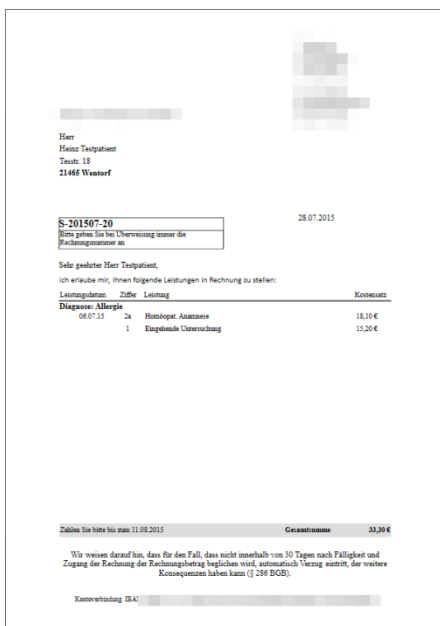 Herr
Heinz Testpatient
Tesstr. 18
21465 Wentorf
28.07.2015
S-201507-20
Bitte geben Sie bei Überweisung immer die
Rechnungsnummer an
Sehr geehrter Herr Testpatient,
ich erlaube mir, Ihnen folgende Leistungen in Rechnung zu stellen:
Leistungsdatum Ziffer Leistung Kostensatz
Diagnose: Allergie
06.07.15 2a Homöopat. Anamnese 18,10 €
1 Eingehende Untersuchung 15,20 €
Zahlen Sie bitte bis zum 11.08.2015 Gesamtsumme 33,30 €
Wir weisen darauf hin, dass für den Fall, dass nicht innerhalb von 30 Tagen nach Fälligkeit und
Zugang der Rechnung der Rechnungsbetrag beglichen wird, automatisch Verzug eintritt, der weitere
Konsequenzen haben kann (§ 286 BGB).
Kontoverbindung: